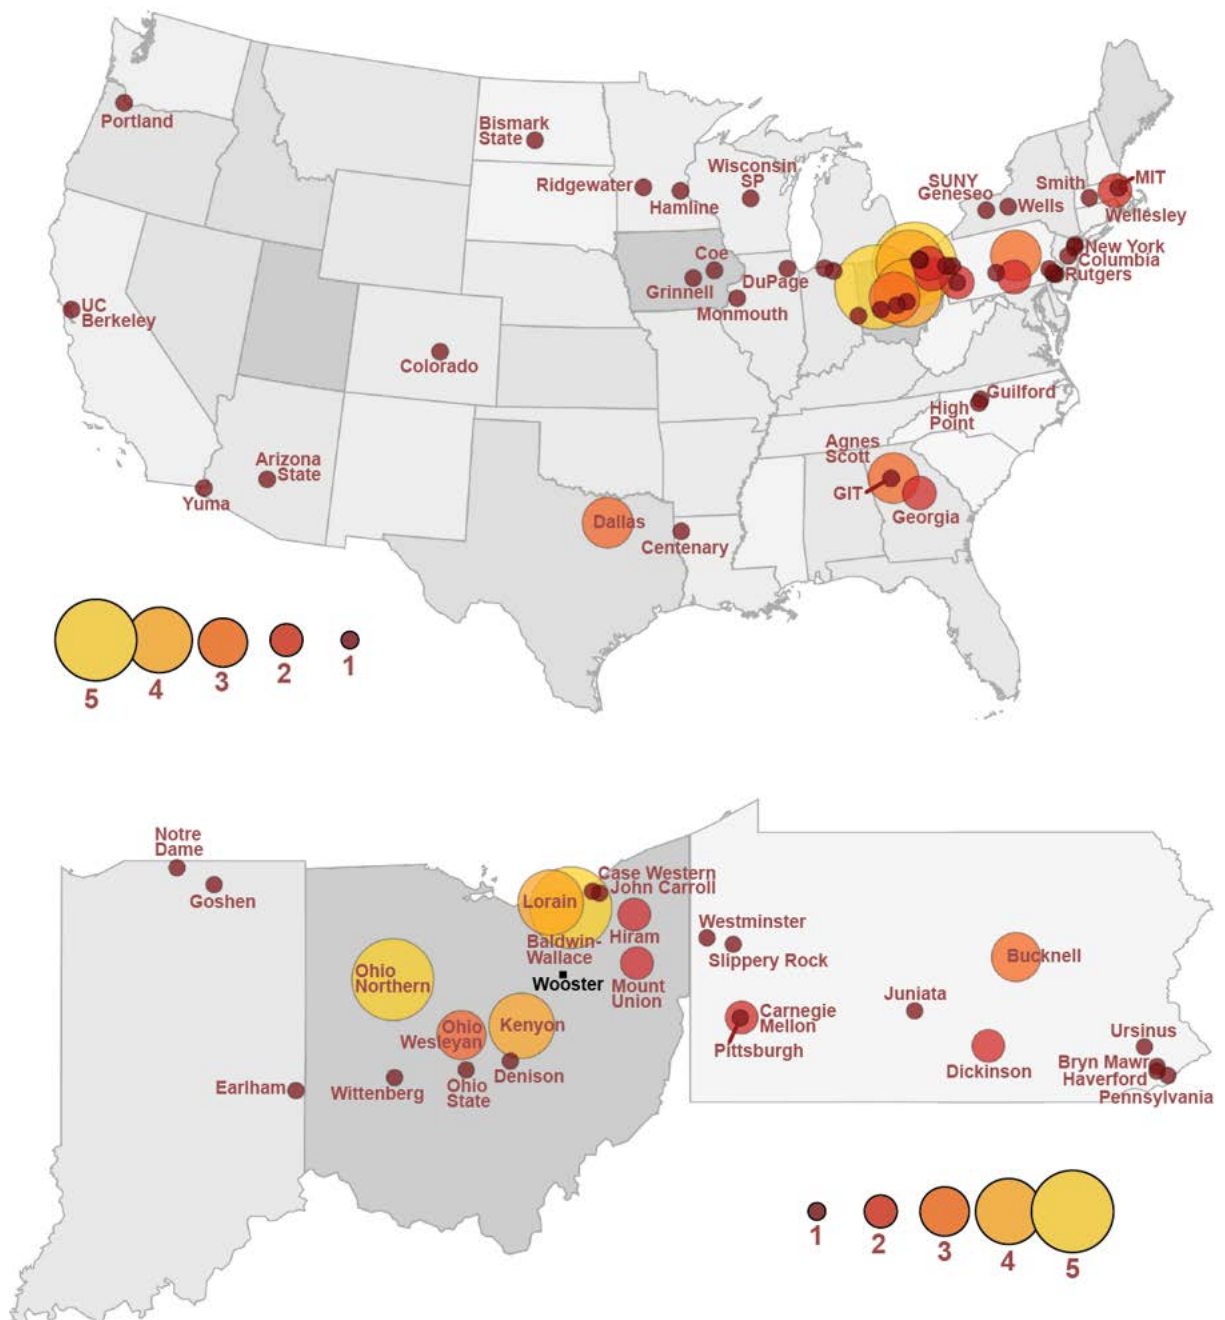 Portland
Bismark
State
Ridgewater
Hamline
Wisconsin
SP
SUNY
Geneseo
Wells
Smith
MIT
Wellesley
New York
Columbia
Rutgers
Coe
Grinnell
DuPage
Monmouth
UC
Berkeley
Colorado
Guilford
High
Point
Agnes
Scott
GIT
Georgia
Arizona
State
Yuma
Dallas
Centenary
5
4
3
2
1
Notre
Dame
Goshen
Case Western
John Carroll
Lorain
Hiram
Baldwin-
Wallace
Wooster
Mount
Union
Ohio
Northern
Ohio
Wesleyan
Kenyon
Denison
Ohio
State
Wittenberg
Earlham
Westminster
Slippery Rock
Bucknell
Juniata
Carnegie
Mellon
Pittsburgh
Dickinson
Ursinus
Bryn Mawr
Haverford
Pennsylvania
1
2
3
4
5